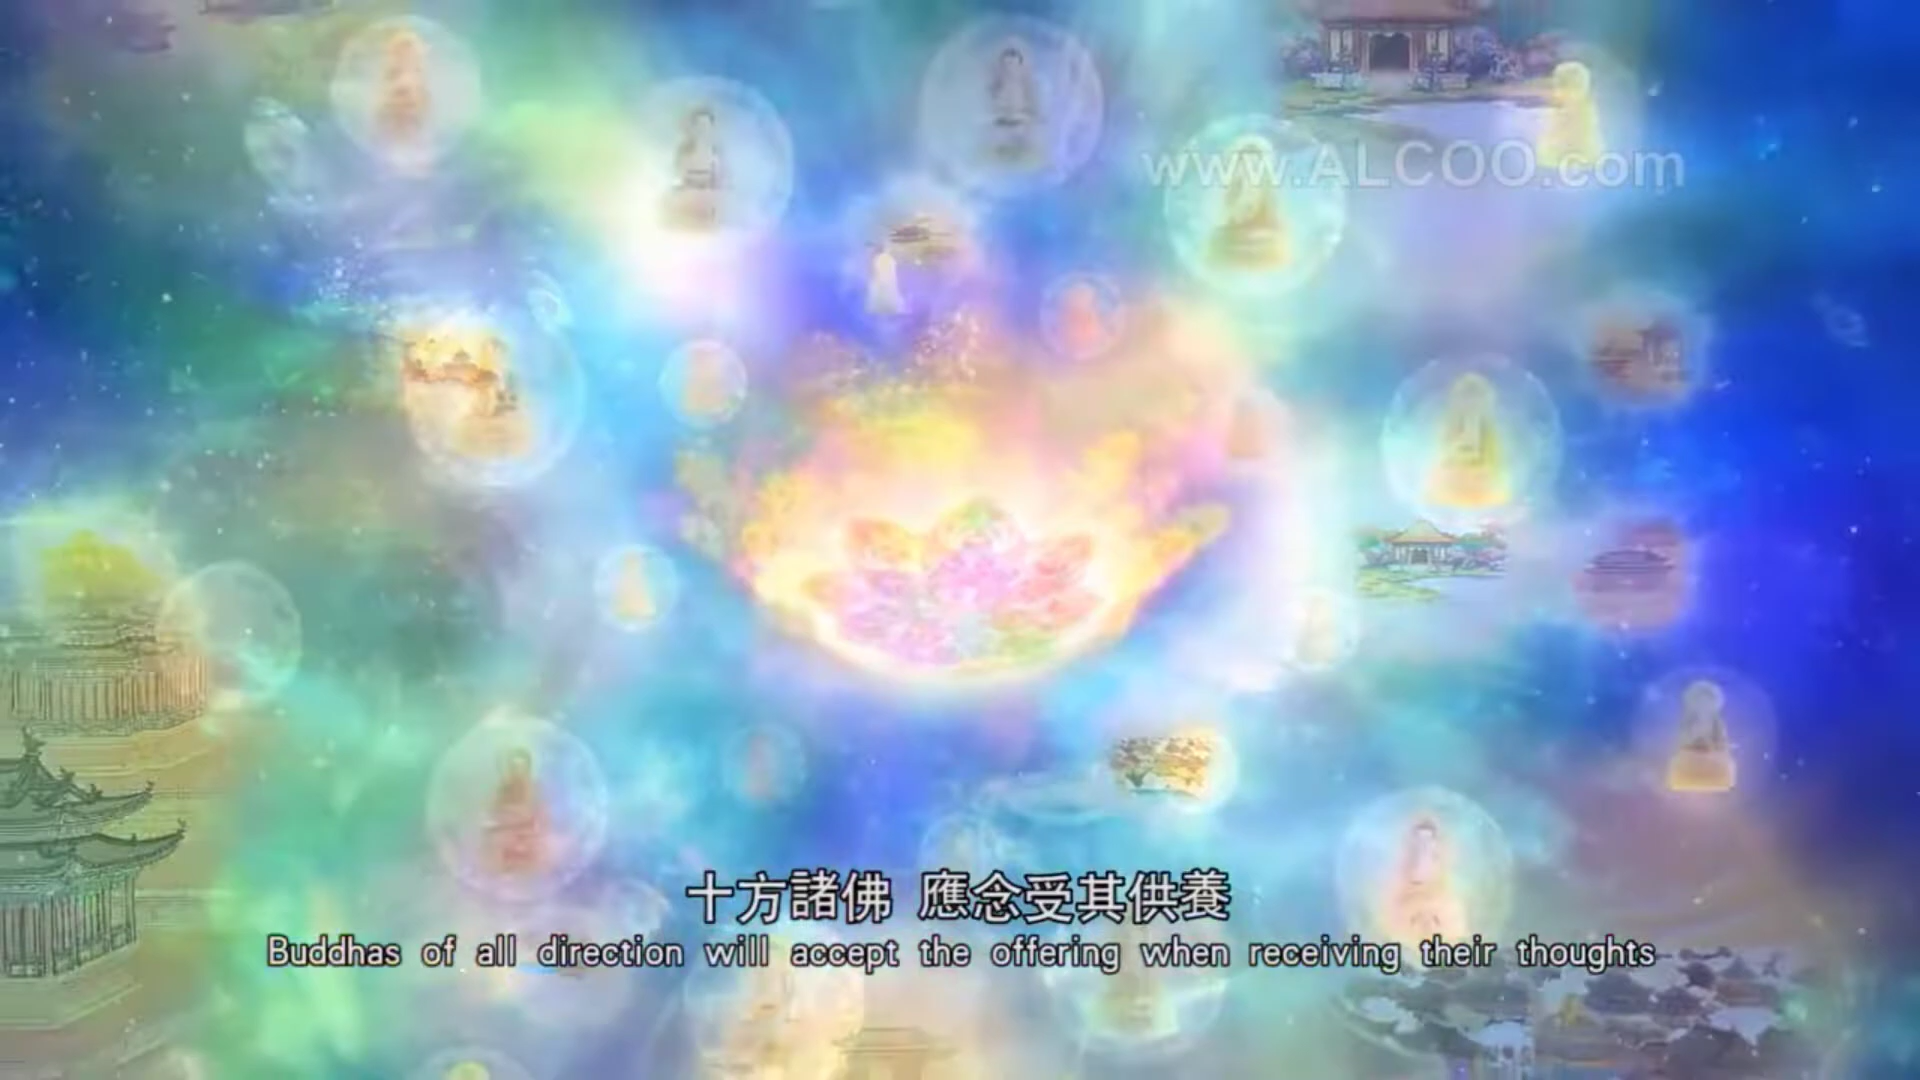 www.ALCOO.com
十方諸佛 應念受其供養
Buddhas of all direction will accept the offering when receiving their thoughts